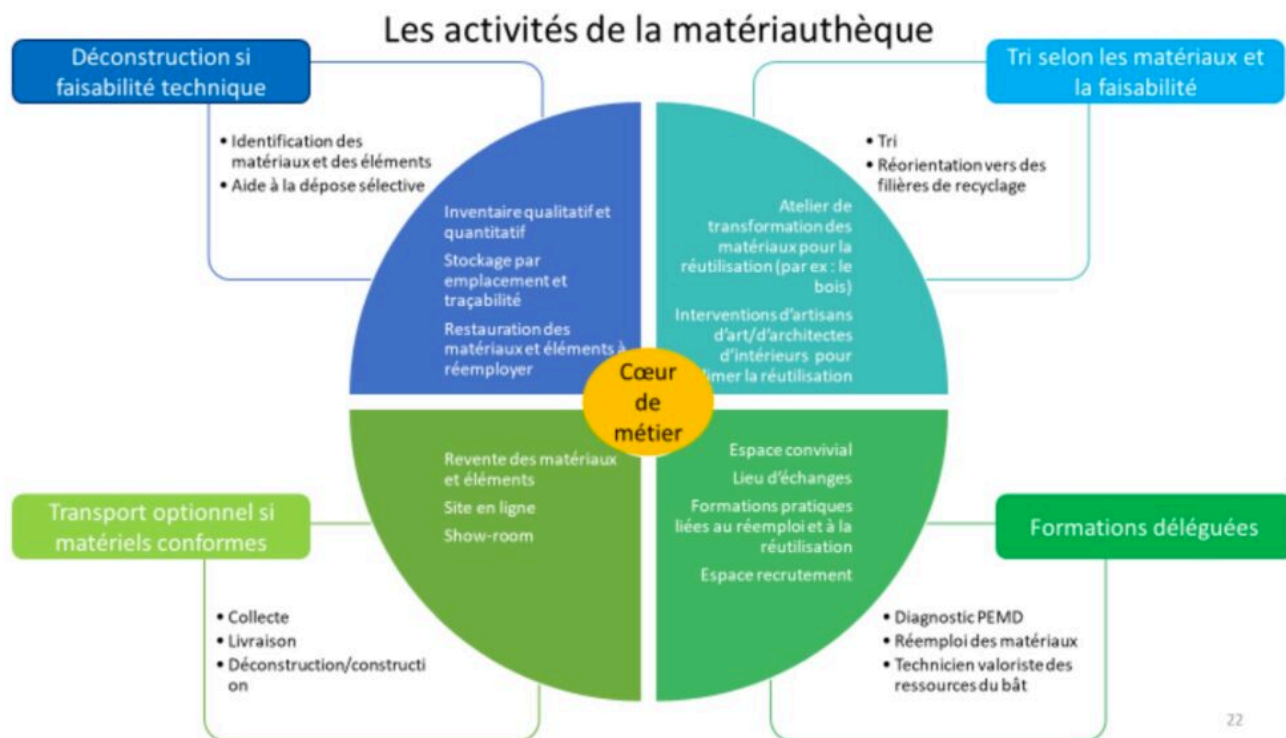 Les activités de la matériauthèque
Déconstruction si
faisabilité technique
• Identification des
matériaux et des éléments
• Aide à la dépose sélective
Inventaire qualitatif et
quantitatif
Stockage par
emplacement et
traçabilité
Restauration des
matériaux et éléments à
réemployer
Tri selon les matériaux et
la faisabilité
• Tri
• Réorientation vers des
filières de recyclage
Atelier de
transformation des
matériaux pour la
réutilisation (par ex : le
bois)
Interventions d'artisans
d'art/d'architectes
d'intérieurs pour
limer la réutilisation
Cœur
de
métier
Revente des matériaux
et éléments
Site en ligne
Show-room
Transport optionnel si
matériels conformes
• Collecte
• Livraison
• Déconstruction/constructi
on
Espace convivial
Lieu d'échanges
Formations pratiques
liées au réemploi et à la
réutilisation
Espace recrutement
Formations déléguées
• Diagnostic PEMD
• Réemploi des matériaux
• Technicien valoriste des
ressources du bât
22